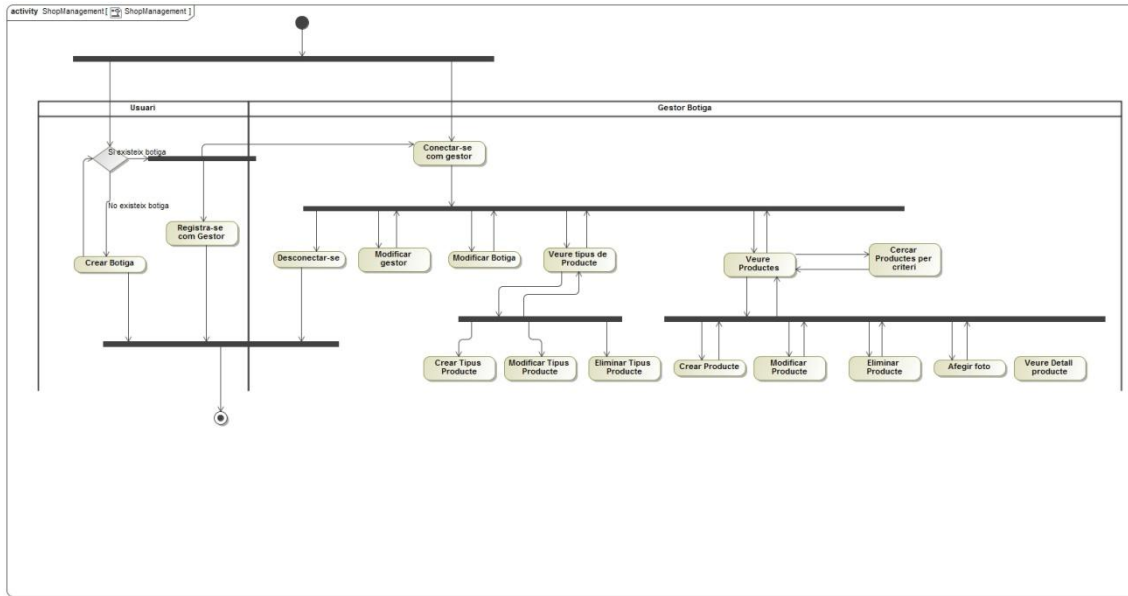 activity ShopManagement [ ShopManagement ]
Usuari
Gestor Botiga
Si existeix botiga
Conectar-se
com gestor
No existeix botiga
Registra-se
com Gestor
Crear Botiga
Desconectar-se
Modificar
gestor
Modificar Botiga
Veure tipus de
Producte
Veure
Productes
Cercar
Productes per
criteri
Crear Tipus
Producte
Modificar Tipus
Producte
Eliminar Tipus
Producte
Crear Producte
Modificar
Producte
Eliminar
Producte
Afegir foto
Veure Detall
producte